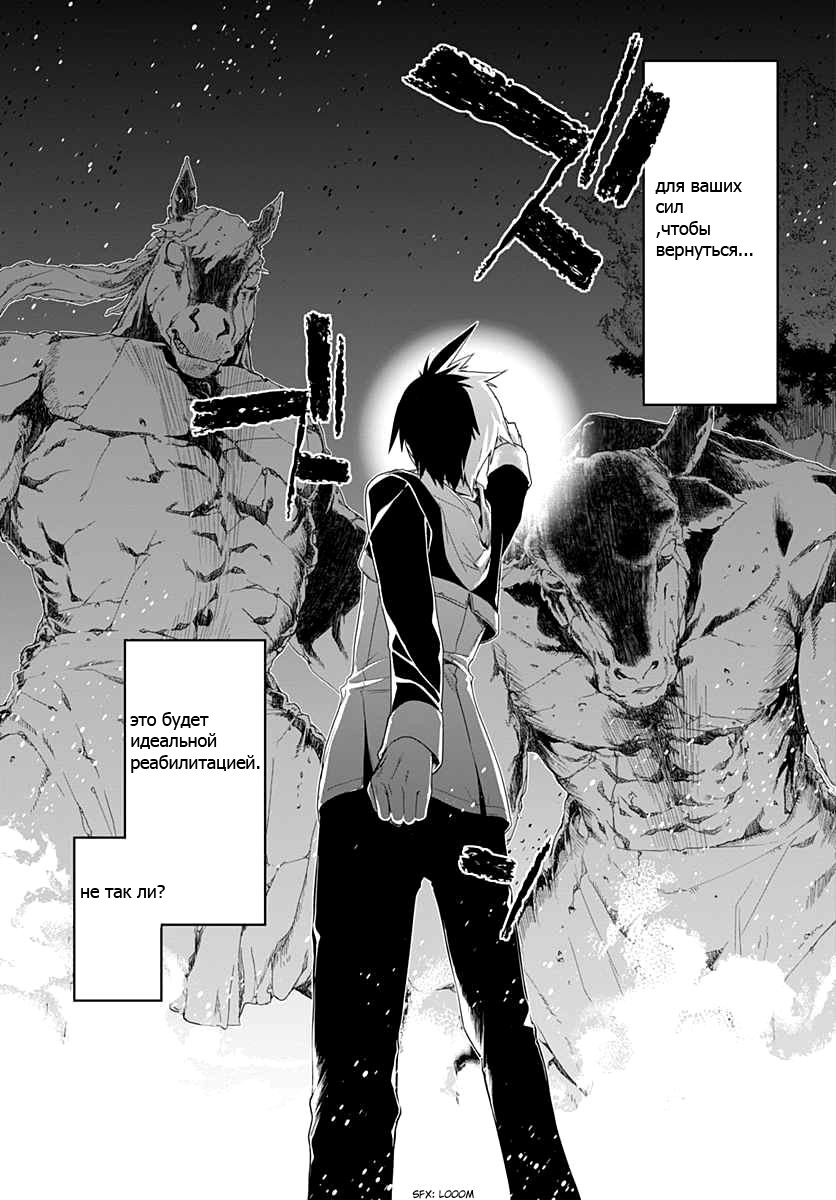 для ваших
сил
,чтобы
вернуться...
это будет
идеальной
реабилитацией.
не так ли?
SFX: LOOOM